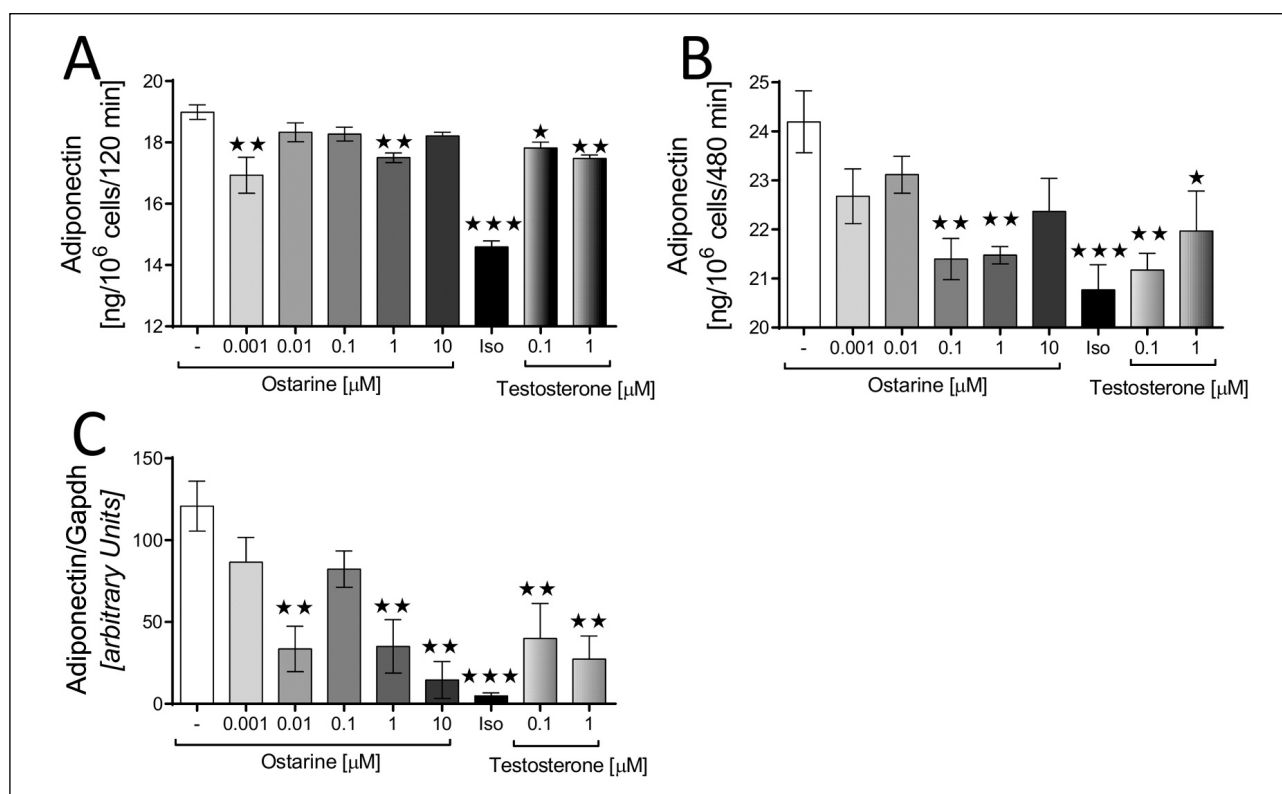 A
Adiponectin
[ng/10⁶ cells/120 min]
20
18
16
14
12
★★
★★
★★★
★
★★
- 0.001 0.01 0.1 1 10 Iso 0.1 1
Ostarine [μM] Testosterone [μM]
B
Adiponectin
[ng/10⁶ cells/480 min]
24
23
22
21
20
★★
★★
★★★
★★
★
- 0.001 0.01 0.1 1 10 Iso 0.1 1
Ostarine [μM] Testosterone [μM]
C
Adiponectin/Gapdh
[arbitrary Units]
150
100
50
0
★★
★★
★★
★★★
★★
★★
- 0.001 0.01 0.1 1 10 Iso 0.1 1
Ostarine [μM] Testosterone [μM]